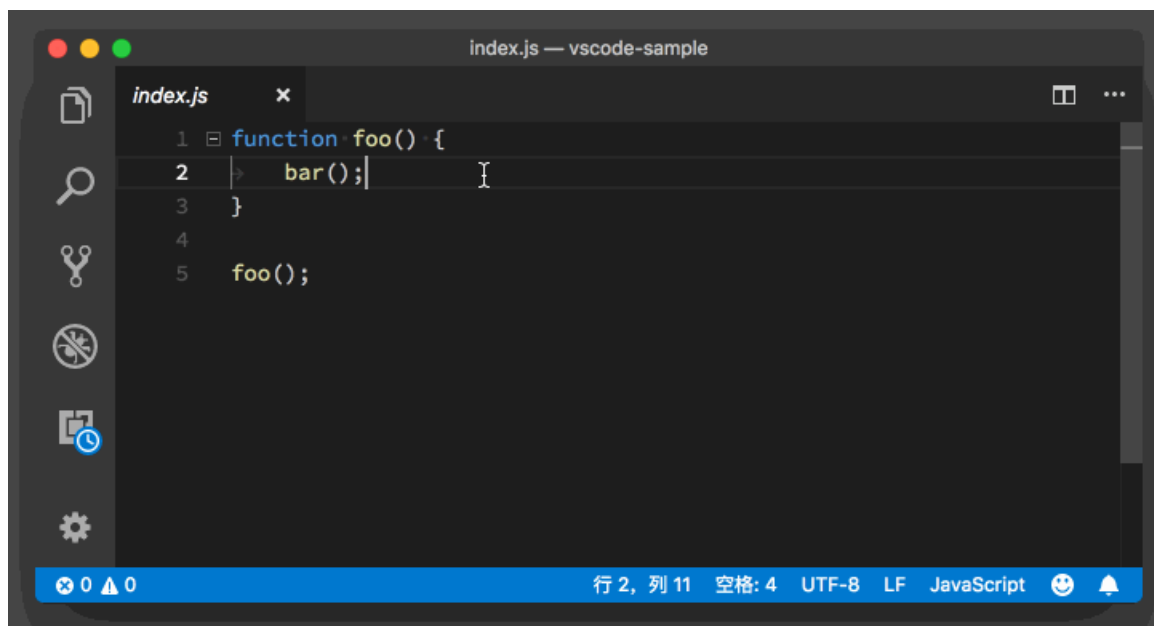 index.js — vscode-sample
index.js
1 function foo() {
2 bar();
3 }
4
5 foo();
0 0 行 2，列 11 空格: 4 UTF-8 LF JavaScript